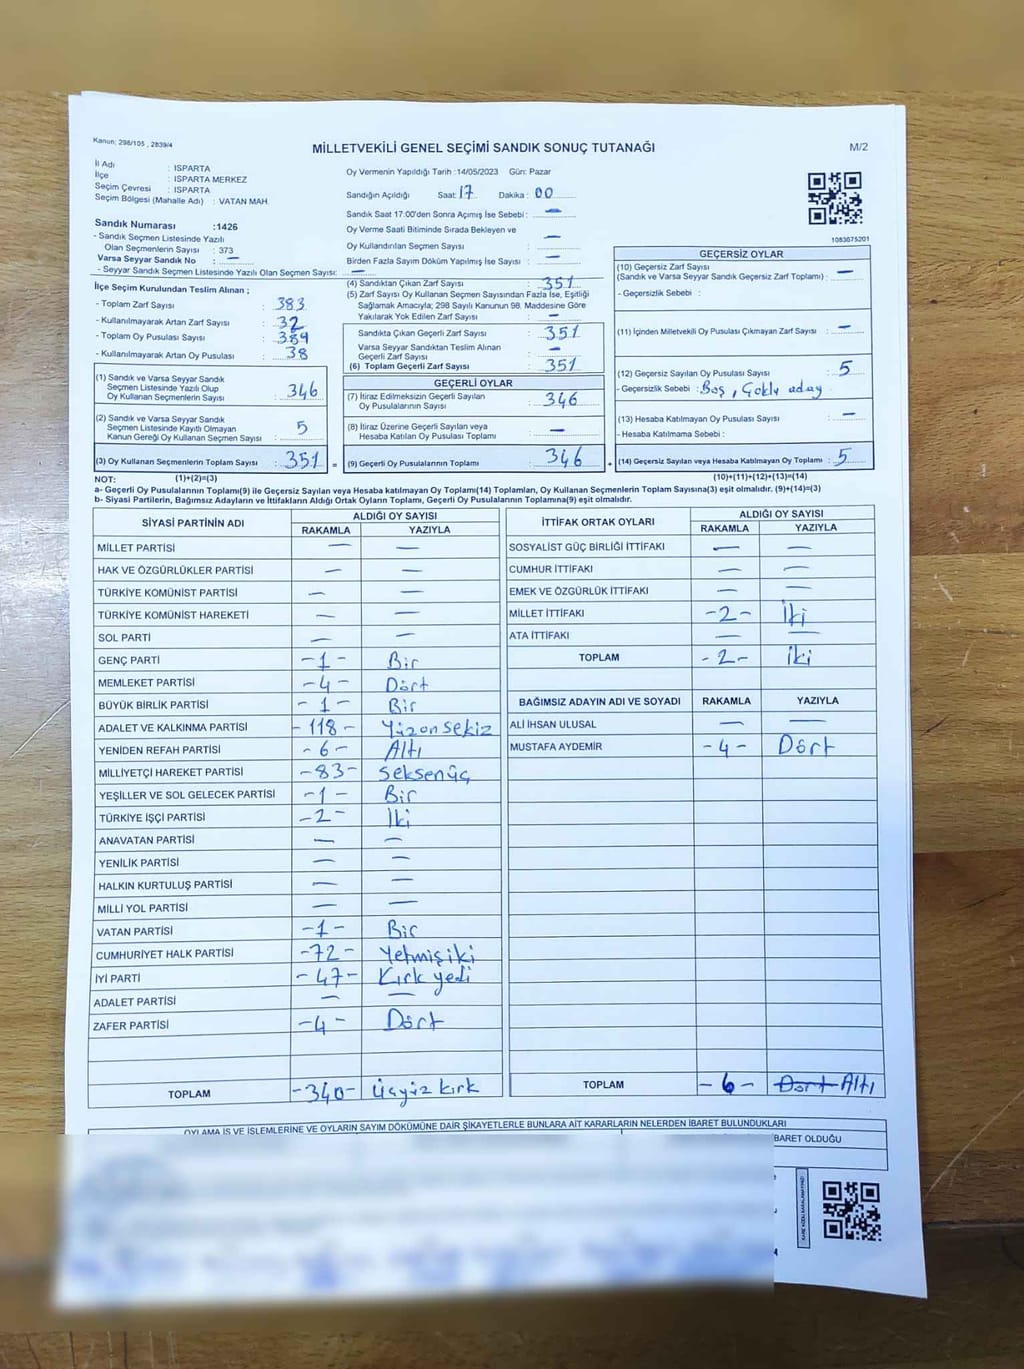 Kanun; 298/105 , 2839/4
MİLLETVEKİLİ GENEL SEÇİMİ SANDIK SONUÇ TUTANAĞI
M/2
İl Adı : ISPARTA
İlçe : ISPARTA MERKEZ
Seçim Çevresi : ISPARTA
Seçim Bölgesi (Mahalle Adı) : VATAN MAH.
Sandık Numarası :1426
- Sandık Seçmen Listesinde Yazılı
Olan Seçmenlerin Sayısı : 373
Varsa Seyyar Sandık No : —
- Seyyar Sandık Seçmen Listesinde Yazılı Olan Seçmen Sayısı: —
Oy Vermenin Yapıldığı Tarih :14/05/2023 Gün: Pazar
Sandığın Açıldığı Saat: 17 Dakika : 00
Sandık Saat 17:00'den Sonra Açımış İse Sebebi : —
Oy Verme Saati Bitiminde Sırada Bekleyen ve —
Oy Kullandırılan Seçmen Sayısı :
Birden Fazla Sayım Döküm Yapılmış İse Sayısı : —
1083675201
İlçe Seçim Kurulundan Teslim Alınan ;
- Toplam Zarf Sayısı : 383
- Kullanılmayarak Artan Zarf Sayısı : 32
- Toplam Oy Pusulası Sayısı : 389
- Kullanılmayarak Artan Oy Pusulası : 38
(1) Sandık ve Varsa Seyyar Sandık
Seçmen Listesinde Yazılı Olup
Oy Kullanan Seçmenlerin Sayısı : 346
(2) Sandık ve Varsa Seyyar Sandık
Seçmen Listesinde Kayıtlı Olmayan
Kanun Gereği Oy Kullanan Seçmen Sayısı : 5
(3) Oy Kullanan Seçmenlerin Toplam Sayısı : 351
(4) Sandıktan Çıkan Zarf Sayısı : 351
(5) Zarf Sayısı Oy Kullanan Seçmen Sayısından Fazla İse, Eşitliği
Sağlamak Amacıyla; 298 Sayılı Kanunun 98. Maddesine Göre
Yakılarak Yok Edilen Zarf Sayısı : —
Sandıkta Çıkan Geçerli Zarf Sayısı : 351
Varsa Seyyar Sandıktan Teslim Alınan
Geçerli Zarf Sayısı : —
(6) Toplam Geçerli Zarf Sayısı : 351
GEÇERLİ OYLAR
(7) İtiraz Edilmeksizin Geçerli Sayılan
Oy Pusulalarının Sayısı : 346
(8) İtiraz Üzerine Geçerli Sayılan veya
Hesaba Katılan Oy Pusulası Toplamı : —
= (9) Geçerli Oy Pusulalarının Toplamı : 346 +
GEÇERSİZ OYLAR
(10) Geçersiz Zarf Sayısı
(Sandık ve Varsa Seyyar Sandık Geçersiz Zarf Toplamı) : —
- Geçersizlik Sebebi :
(11) İçinden Milletvekili Oy Pusulası Çıkmayan Zarf Sayısı : —
(12) Geçersiz Sayılan Oy Pusulası Sayısı : 5
- Geçersizlik Sebebi : Boş, Çoklu aday
(13) Hesaba Katılmayan Oy Pusulası Sayısı : —
- Hesaba Katılmama Sebebi :
(14) Geçersiz Sayılan veya Hesaba Katılmayan Oy Toplamı : 5
NOT: (1)+(2)=(3) (10)+(11)+(12)+(13)=(14)
a- Geçerli Oy Pusulalarının Toplamı(9) ile Geçersiz Sayılan veya Hesaba katılmayan Oy Toplamı(14) Toplamları, Oy Kullanan Seçmenlerin Toplam Sayısına(3) eşit olmalıdır. (9)+(14)=(3)
b- Siyasi Partilerin, Bağımsız Adayların ve İttifakların Aldığı Ortak Oyların Toplamı, Geçerli Oy Pusulalarının Toplamına(9) eşit olmalıdır.
SİYASİ PARTİNİN ADI ALDIĞI OY SAYISI
RAKAMLA YAZIYLA
MİLLET PARTİSİ — —
HAK VE ÖZGÜRLÜKLER PARTİSİ — —
TÜRKİYE KOMÜNİST PARTİSİ — —
TÜRKİYE KOMÜNİST HAREKETİ — —
SOL PARTİ — —
GENÇ PARTİ -1- Bir
MEMLEKET PARTİSİ -4- Dört
BÜYÜK BİRLİK PARTİSİ -1- Bir
ADALET VE KALKINMA PARTİSİ -118- Yüzonsekiz
YENİDEN REFAH PARTİSİ -6- Altı
MİLLİYETÇİ HAREKET PARTİSİ -83- Seksenüç
YEŞİLLER VE SOL GELECEK PARTİSİ -1- Bir
TÜRKİYE İŞÇİ PARTİSİ -2- İki
ANAVATAN PARTİSİ — —
YENİLİK PARTİSİ — —
HALKIN KURTULUŞ PARTİSİ — —
MİLLİ YOL PARTİSİ — —
VATAN PARTİSİ -1- Bir
CUMHURİYET HALK PARTİSİ -72- Yetmişiki
İYİ PARTİ -47- Kırk yedi
ADALET PARTİSİ — —
ZAFER PARTİSİ -4- Dört
TOPLAM -340- Üçyüz kırk
İTTİFAK ORTAK OYLARI ALDIĞI OY SAYISI
RAKAMLA YAZIYLA
SOSYALİST GÜÇ BİRLİĞİ İTTİFAKI — —
CUMHUR İTTİFAKI — —
EMEK VE ÖZGÜRLÜK İTTİFAKI — —
MİLLET İTTİFAKI -2- İki
ATA İTTİFAKI — —
TOPLAM -2- İki
BAĞIMSIZ ADAYIN ADI VE SOYADI RAKAMLA YAZIYLA
ALİ İHSAN ULUSAL — —
MUSTAFA AYDEMİR -4- Dört
TOPLAM -6- Dört Altı
OYLAMA İŞ VE İŞLEMLERİNE VE OYLARIN SAYIM DÖKÜMÜNE DAİR ŞİKAYETLERLE BUNLARA AİT KARARLARIN NELERDEN İBARET BULUNDUKLARI
BARET OLDUĞU